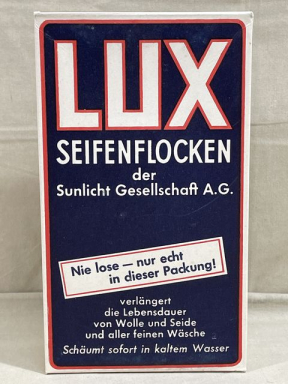 LUX
SEIFENFLOCKEN
der
Sunlicht Gesellschaft A.G.
Nie lose — nur echt
in dieser Packung!
verlängert
die Lebensdauer
von Wolle und Seide
und aller feinen Wäsche
Schäumt sofort in kaltem Wasser